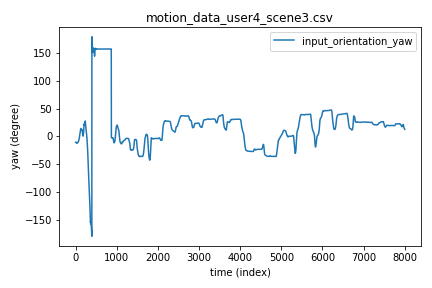 motion_data_user4_scene3.csv
input_orientation_yaw
yaw (degree)
150
100
50
0
−50
−100
−150
0 1000 2000 3000 4000 5000 6000 7000 8000
time (index)